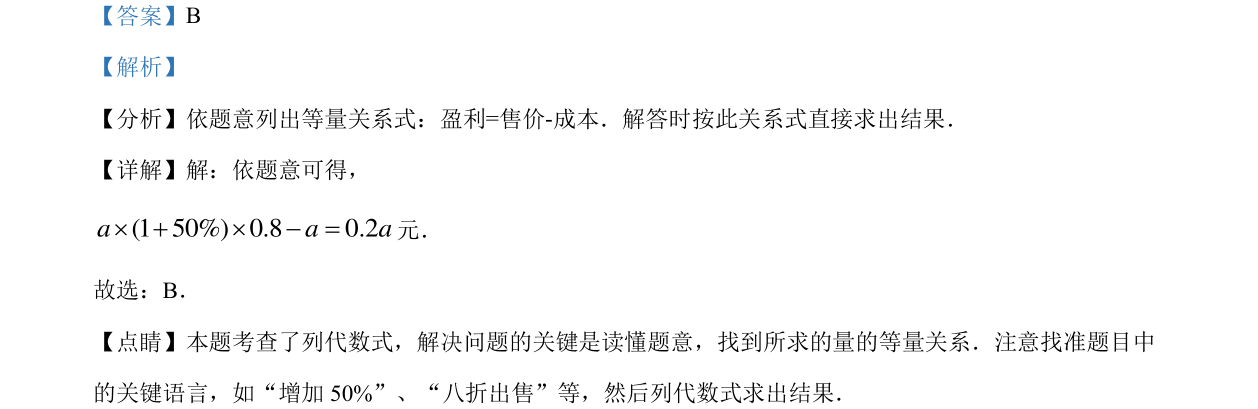 【答案】B
【解析】
【分析】依题意列出等量关系式：盈利=售价-成本．解答时按此关系式直接求出结果．
【详解】解：依题意可得，
a×(1+50%)×0.8−a=0.2a 元．
故选：B．
【点睛】本题考查了列代数式，解决问题的关键是读懂题意，找到所求的量的等量关系．注意找准题目中
的关键语言，如“增加 50%”、“八折出售”等，然后列代数式求出结果．